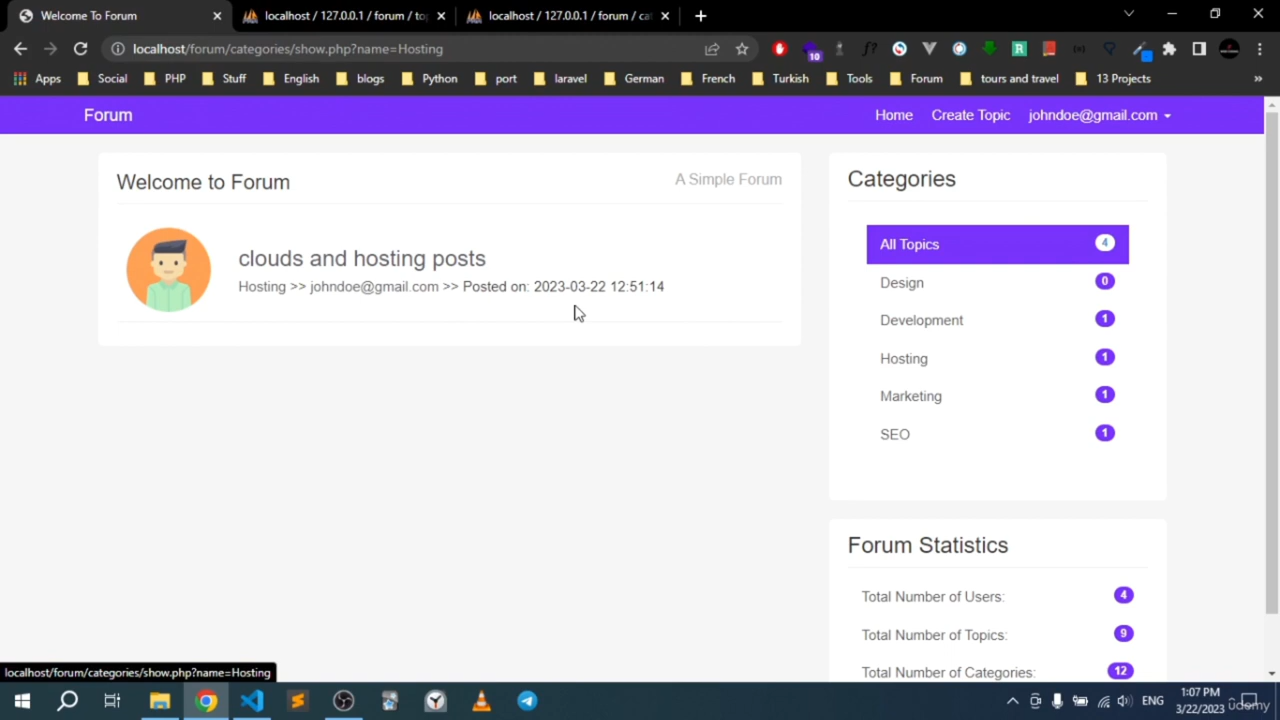 Welcome To Forum
localhost / 127.0.0.1 / forum / to
localhost / 127.0.0.1 / forum / ca
localhost/forum/categories/show.php?name=Hosting
10
Apps
Social
PHP
Stuff
English
blogs
Python
port
laravel
German
French
Turkish
Tools
Forum
tours and travel
13 Projects
Forum
Home
Create Topic
johndoe@gmail.com
Welcome to Forum
A Simple Forum
clouds and hosting posts
Hosting >> johndoe@gmail.com >> Posted on: 2023-03-22 12:51:14
Categories
All Topics 4
Design 0
Development 1
Hosting 1
Marketing 1
SEO 1
Forum Statistics
Total Number of Users: 4
Total Number of Topics: 9
Total Number of Categories: 12
localhost/forum/categories/show.php?name=Hosting
ENG
1:07 PM
3/22/2023
udemy